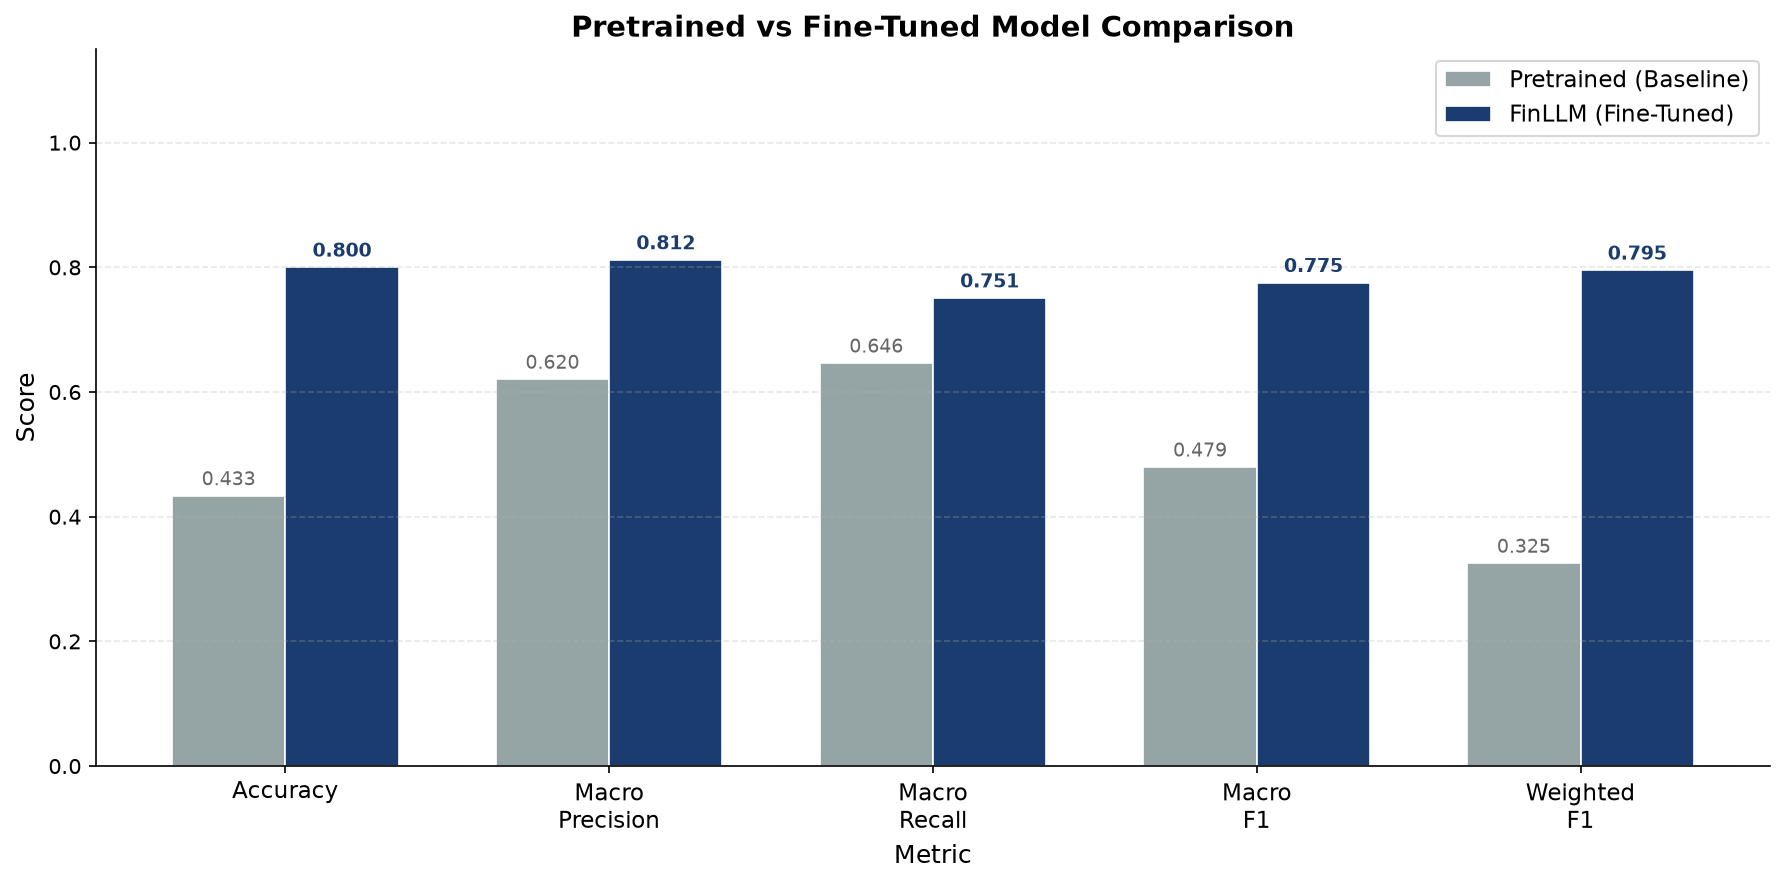 Pretrained vs Fine-Tuned Model Comparison
Pretrained (Baseline)
FinLLM (Fine-Tuned)
Score
1.0
0.8
0.6
0.4
0.2
0.0
0.433
0.800
0.620
0.812
0.646
0.751
0.479
0.775
0.325
0.795
Accuracy
Macro
Precision
Macro
Recall
Macro
F1
Weighted
F1
Metric